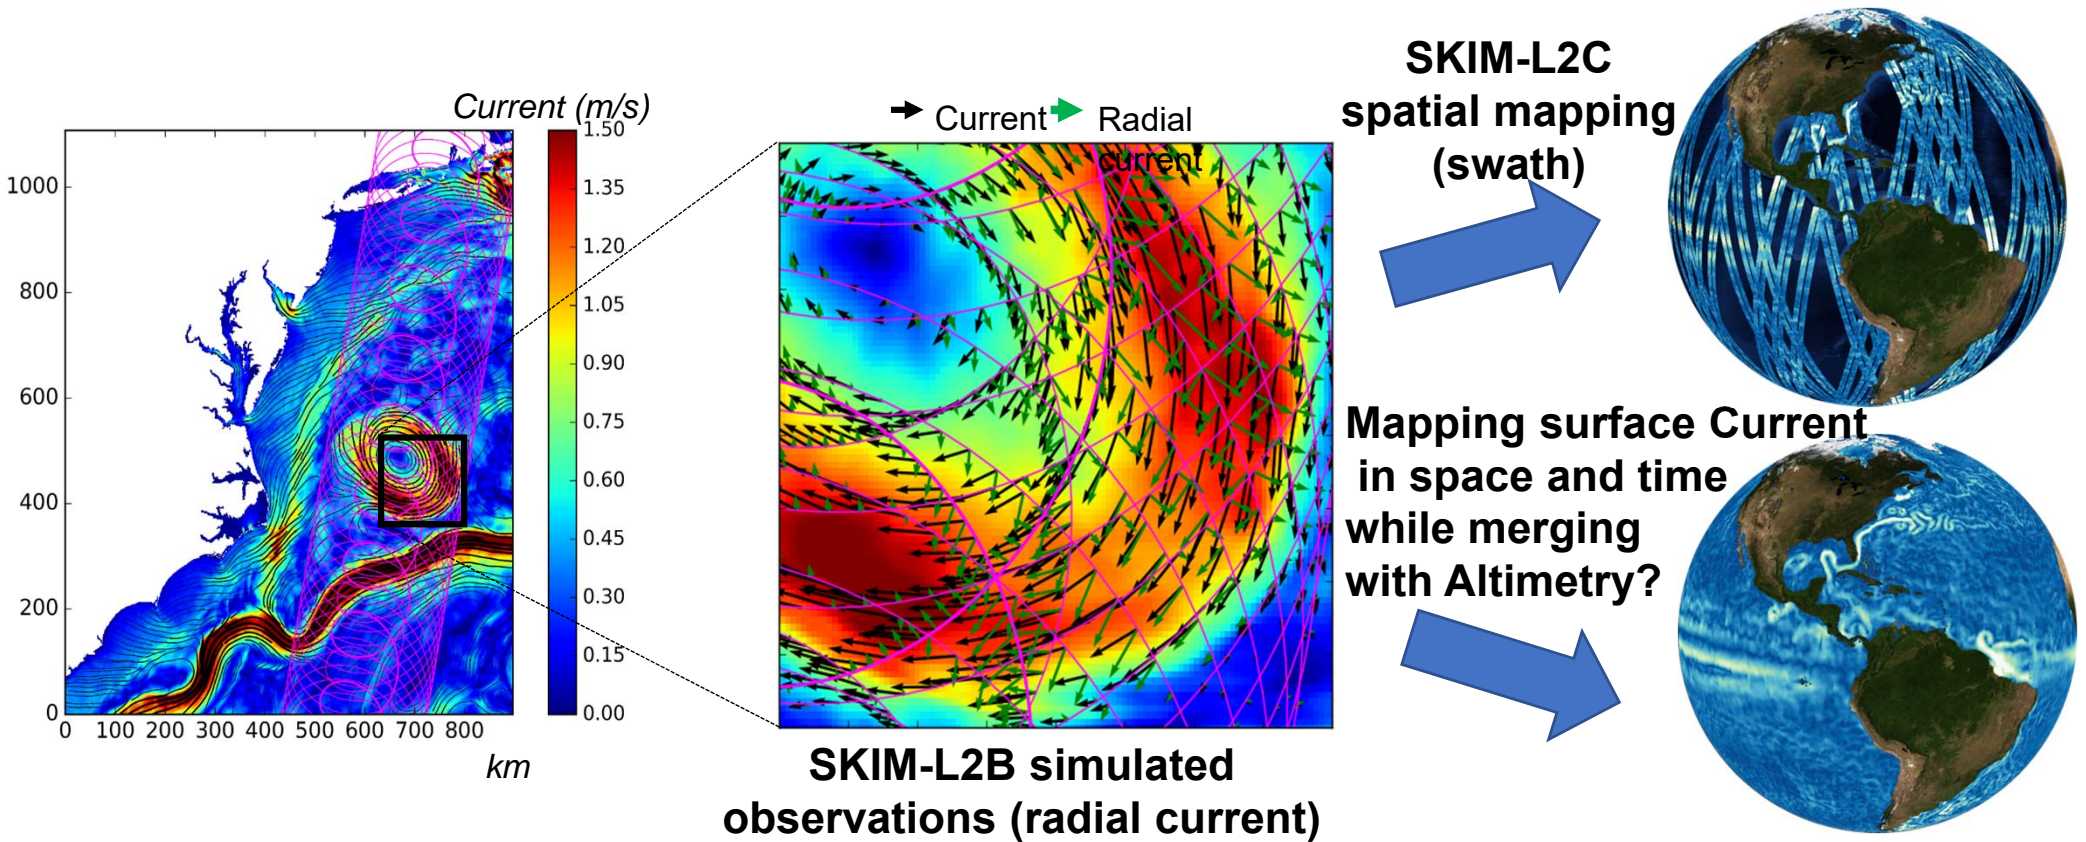 Current (m/s)
1.50
1.35
1.20
1.05
0.90
0.75
0.60
0.45
0.30
0.15
0.00
1000
800
600
400
200
0
0 100 200 300 400 500 600 700 800
km
Current
Radial
current
SKIM-L2B simulated
observations (radial current)
SKIM-L2C
spatial mapping
(swath)
Mapping surface Current
in space and time
while merging
with Altimetry?